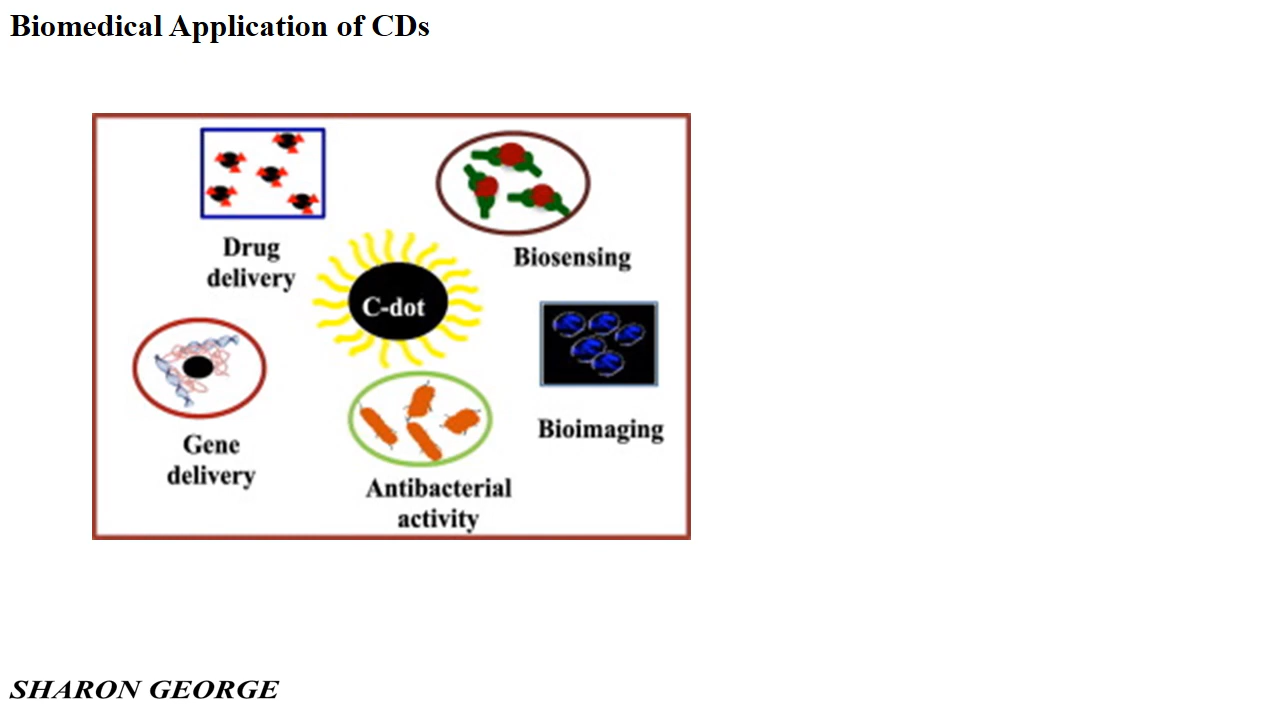 Biomedical Application of CDs
Drug
delivery
Biosensing
C-dot
Gene
delivery
Bioimaging
Antibacterial
activity
SHARON GEORGE